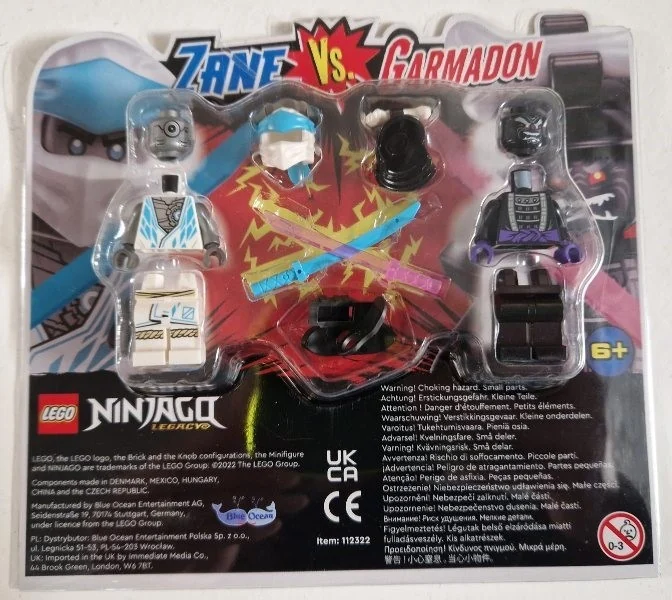 ZANE Vs. GARMADON
6+
LEGO NINJAGO
LEGACY
LEGO, the LEGO logo, the Brick and the Knob configurations, the Minifigure
and NINJAGO are trademarks of the LEGO Group. ©2022 The LEGO Group.
Components made in DENMARK, MEXICO, HUNGARY,
CHINA and the CZECH REPUBLIC.
Manufactured by Blue Ocean Entertainment AG,
Seidenstraße 19, 70174 Stuttgart, Germany,
under licence from the LEGO Group.
Blue Ocean
PL: Dystrybutor: Blue Ocean Entertainment Polska Sp. z o.o.,
ul. Legnicka 51-53, PL-54-203 Wrocław.
UK: Imported in the UK by Immediate Media Co.,
44 Brook Green, London, W6 7BT.
UK
CA
CE
Item: 112322
Warning! Choking hazard. Small parts.
Achtung! Erstickungsgefahr. Kleine Teile.
Attention ! Danger d'étouffement. Petits éléments.
Waarschuwing! Verstikkingsgevaar. Kleine onderdelen.
Varoitus! Tukehtumisvaara. Pieniä osia.
Advarsel! Kvelningsfare. Små deler.
Varning! Kvävningsrisk. Små delar.
Avvertenza! Rischio di soffocamento. Piccole parti.
¡Advertencia! Peligro de atragantamiento. Partes pequeñas.
Atenção! Perigo de asfixia. Peças pequenas.
Ostrzeżenie! Niebezpieczeństwo udławienia się. Małe części.
Upozornění! Nebezpečí zalknutí. Malé části.
Upozornenie! Nebezpečenstvo udusenia. Malé časti.
Внимание! Риск удушения. Мелкие детали.
Figyelmeztetés! Légutak belső elzáródása miatti
fulladásveszély. Kis alkatrészek.
Προειδοποίηση! Κίνδυνος πνιγμού. Μικρά μέρη.
警告！小心窒息，当心小物件。
0-3